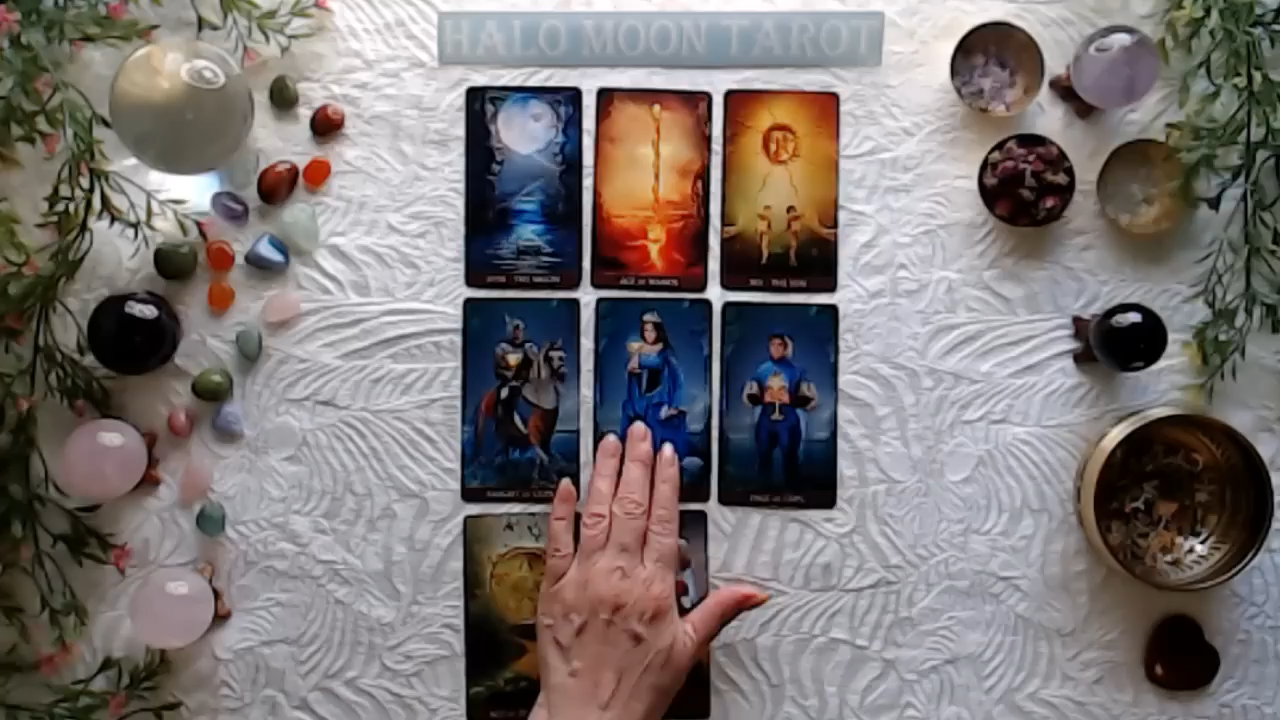 HALO MOON TAROT
XVIII · THE MOON
ACE OF WANDS
XIX · THE SUN
KNIGHT OF CUPS
PAGE OF CUPS